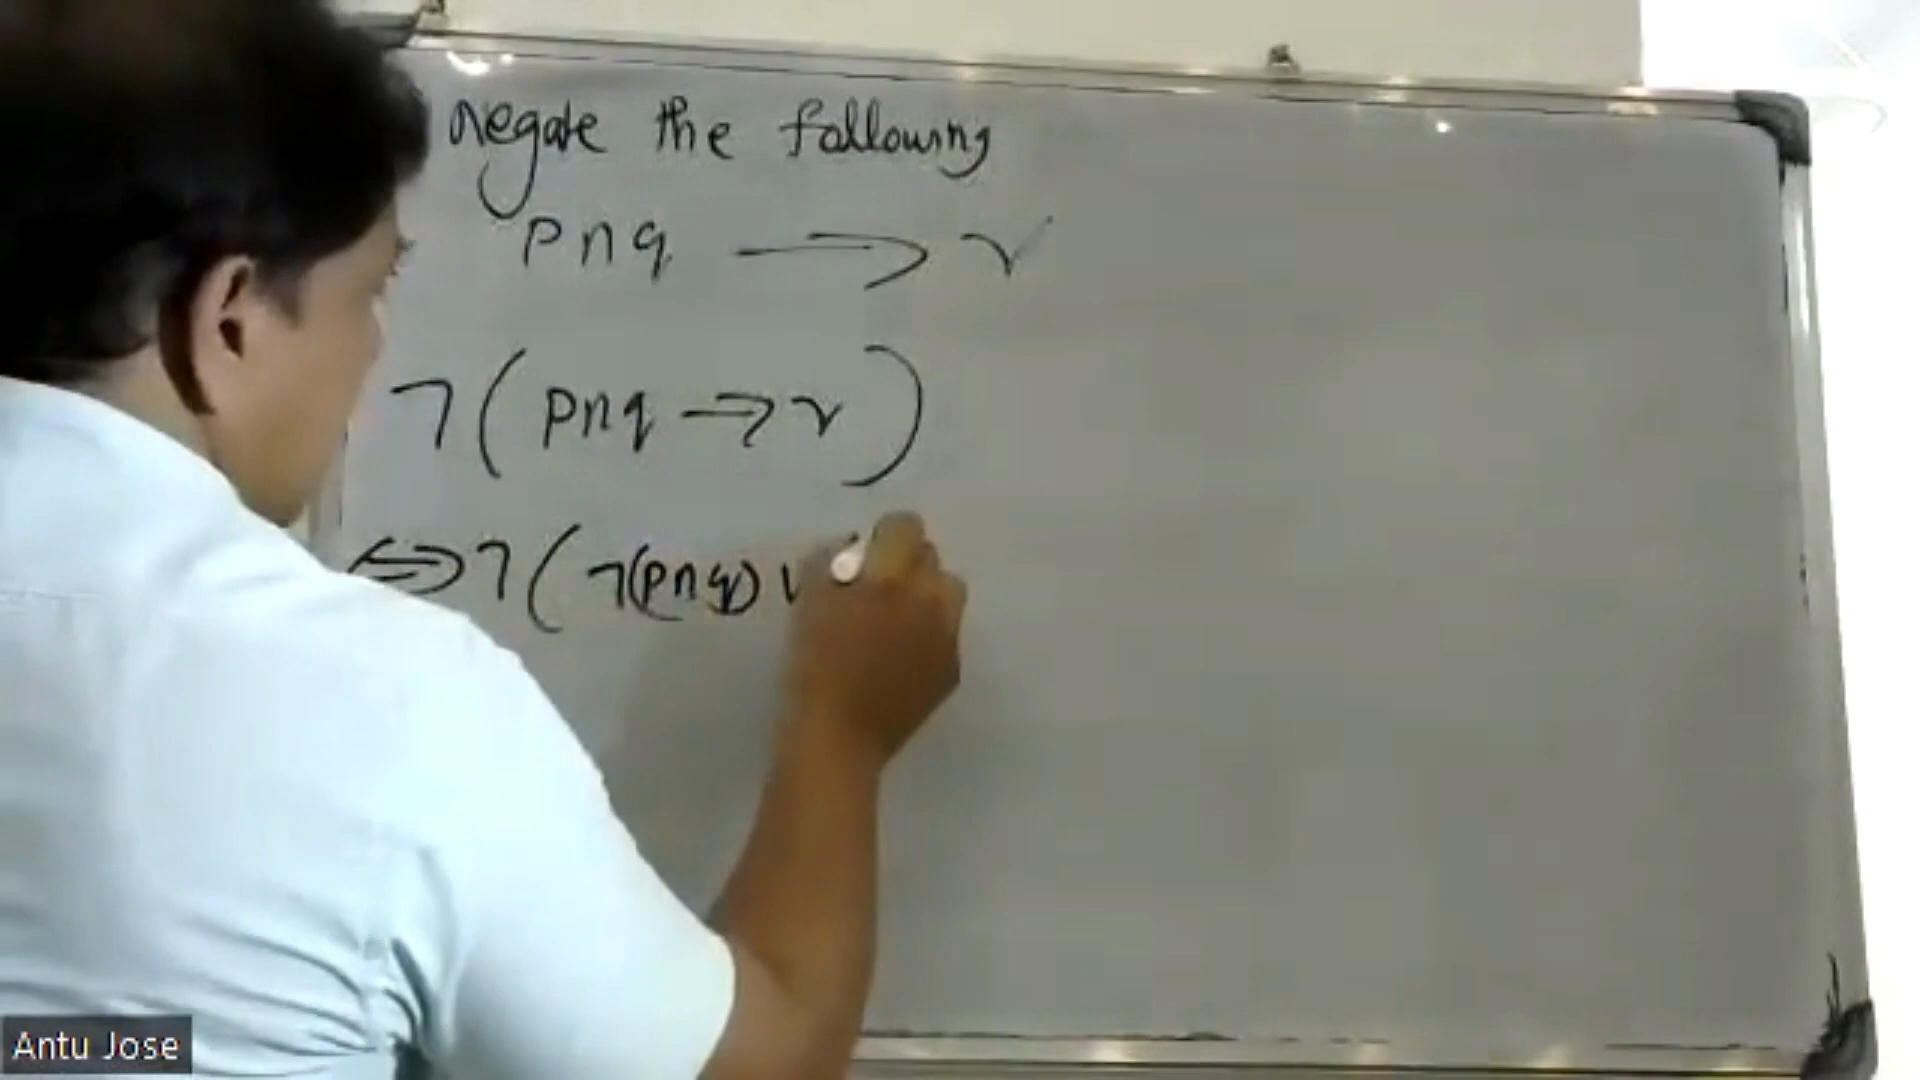 negate the following
p∧q → r
¬(p∧q → r)
⇔ ¬(¬(p∧q) ∨
Antu Jose